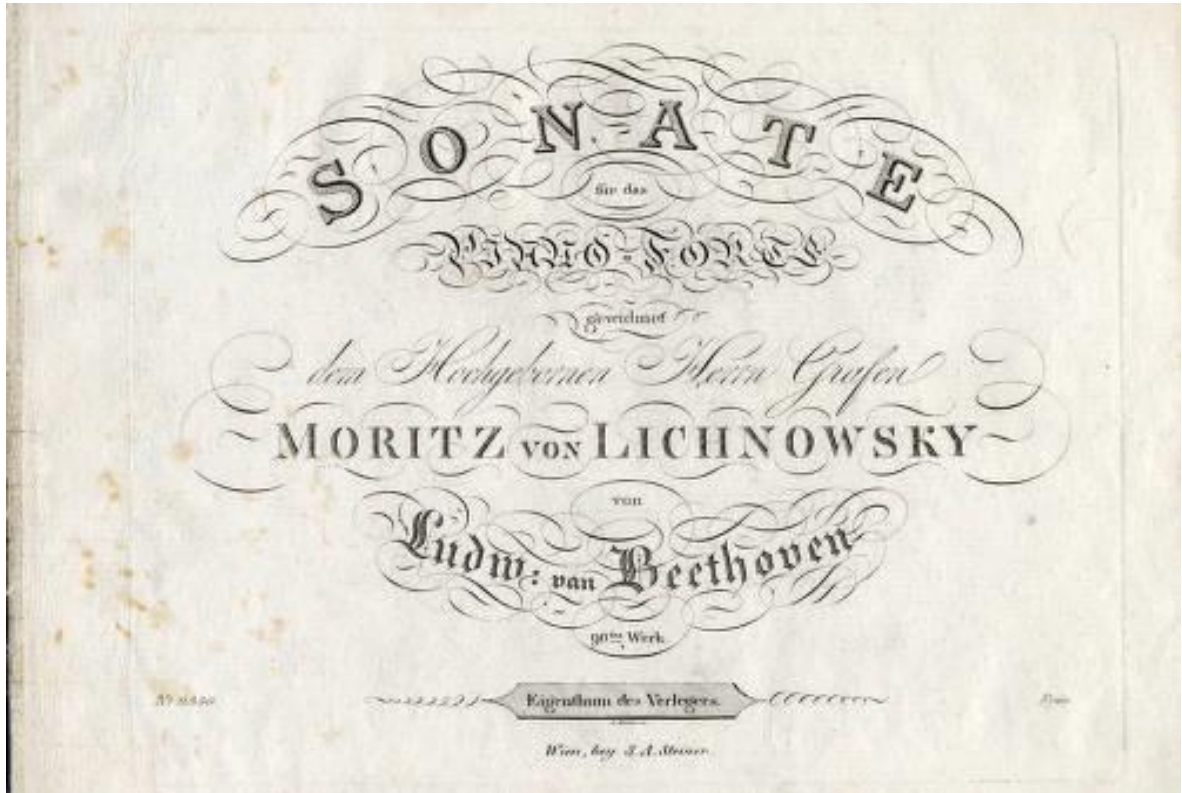 SONATE
für das
PIANO-FORTE
gewidmet
dem Hochgebornen Herrn Grafen
MORITZ VON LICHNOWSKY
von
Ludw: van Beethoven
90tes Werk
Eigenthum des Verlegers.
Wien, bey S.A. Steiner.